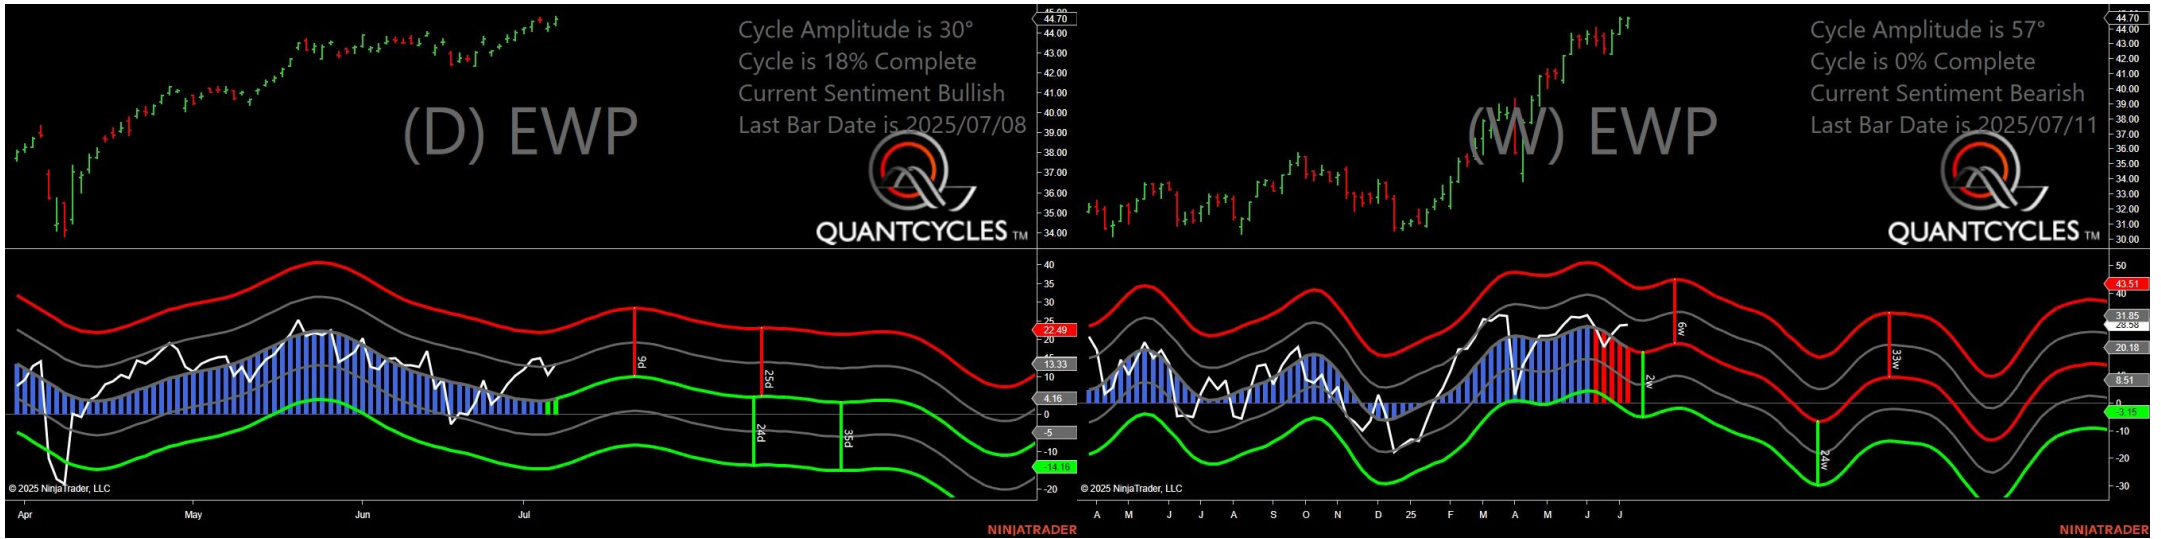 Cycle Amplitude is 30°
Cycle is 18% Complete
Current Sentiment Bullish
Last Bar Date is 2025/07/08
(D) EWP
QUANTCYCLES TM
44.70
44.00
43.00
42.00
41.00
40.00
39.00
38.00
37.00
36.00
35.00
34.00
40
35
30
25
22.49
20
13.33
10
4.16
0
-5
-10
-14.16
-20
9d
25d
24d
35d
© 2025 NinjaTrader, LLC
Apr May Jun Jul
NINJATRADER
Cycle Amplitude is 57°
Cycle is 0% Complete
Current Sentiment Bearish
Last Bar Date is 2025/07/11
(W) EWP
QUANTCYCLES TM
44.70
44.00
43.00
42.00
41.00
40.00
39.00
38.00
37.00
36.00
35.00
34.00
33.00
32.00
31.00
30.00
50
43.51
40
31.85
28.58
20.18
8.51
0
-3.15
-10
-20
-30
6w
33w
2w
24w
© 2025 NinjaTrader, LLC
A M J J A S O N D 25 F M A M J J
NINJATRADER